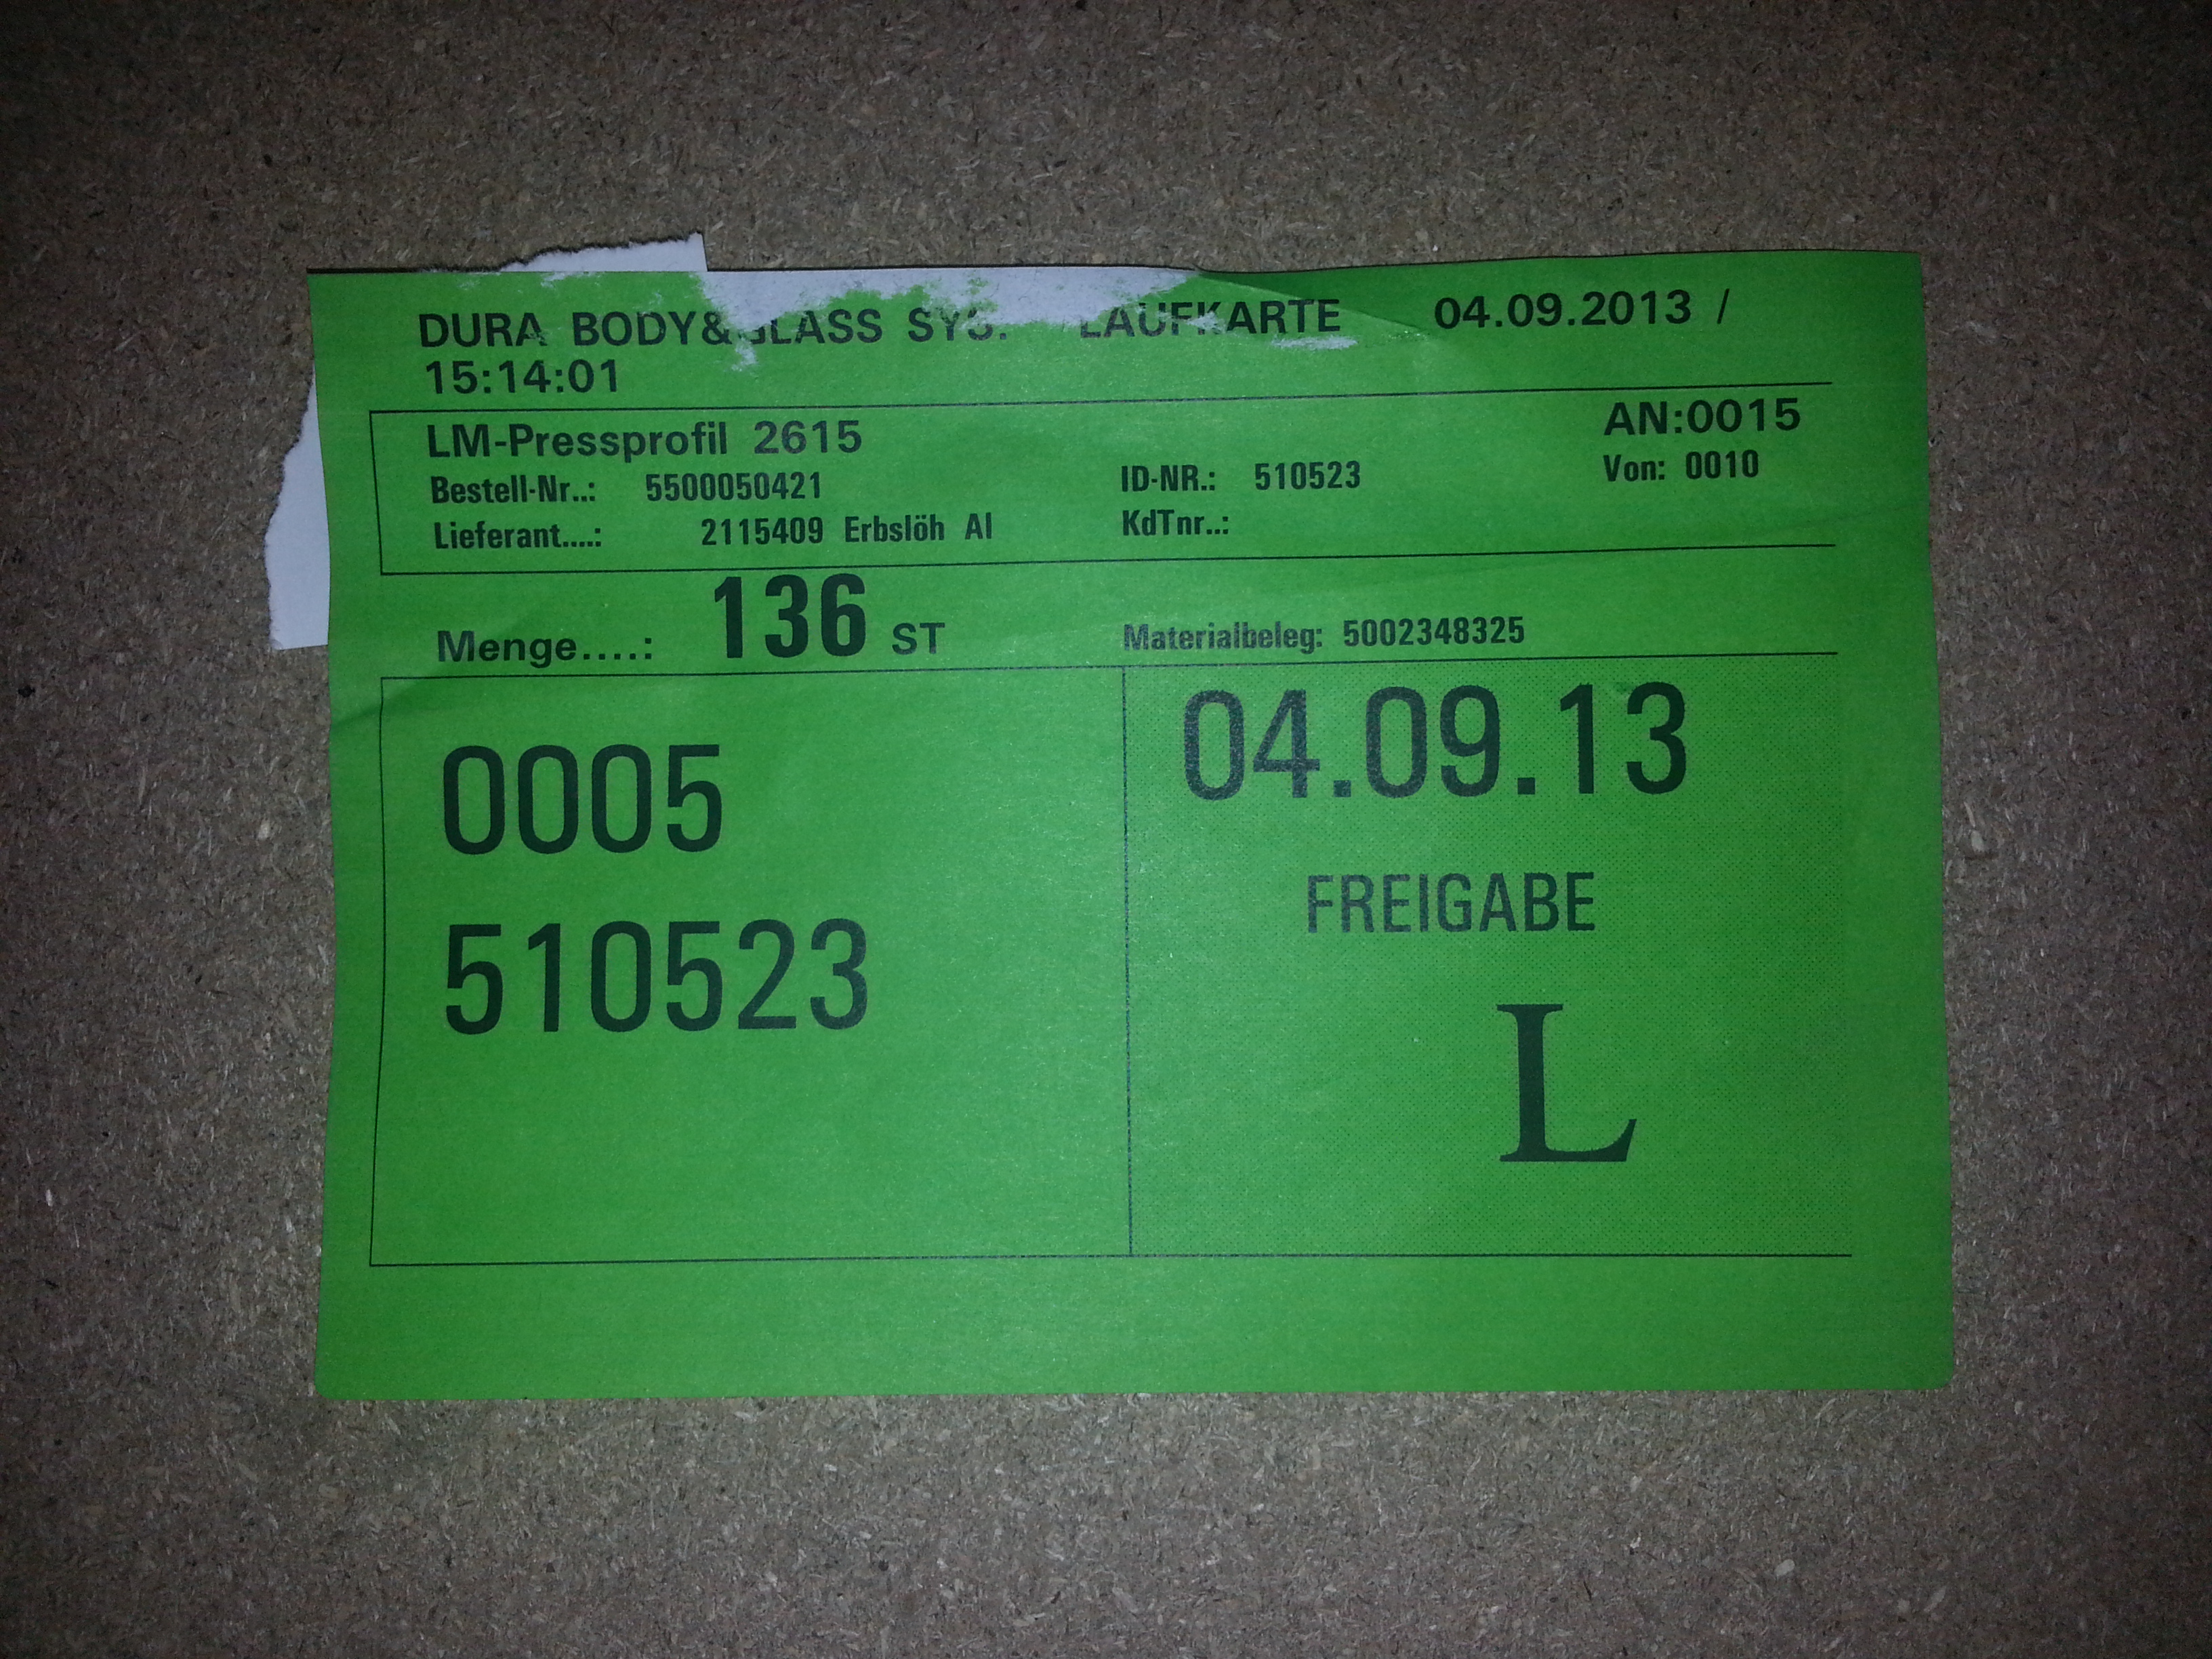 DURA BODY&GLASS SYS. LAUFKARTE 04.09.2013 /
15:14:01
LM-Pressprofil 2615 AN:0015
Bestell-Nr..: 5500050421 ID-NR.: 510523 Von: 0010
Lieferant....: 2115409 Erbslöh Al KdTnr..:
Menge....: 136 ST Materialbeleg: 5002348325
0005
510523
04.09.13
FREIGABE
L